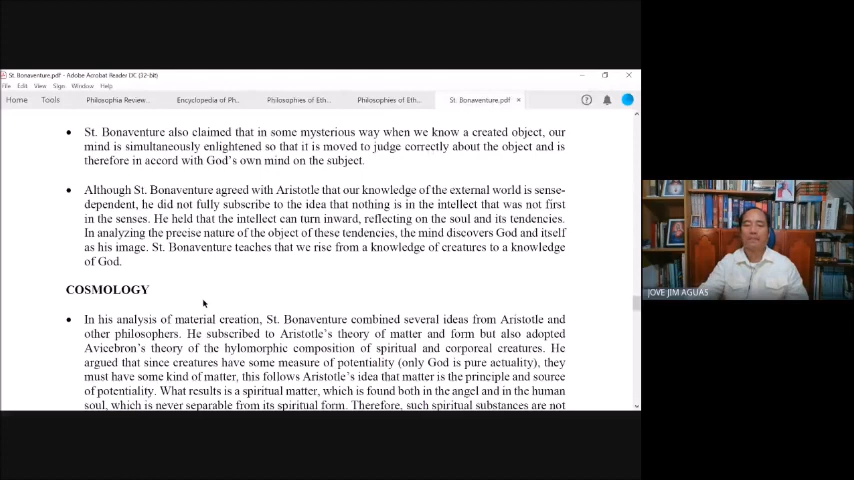 St. Bonaventure.pdf - Adobe Acrobat Reader DC (32-bit)
File Edit View Sign Window Help
Home Tools Philosophia Review... Encyclopedia of Ph... Philosophies of Eth... Philosophies of Eth... St. Bonaventure.pdf ×
• St. Bonaventure also claimed that in some mysterious way when we know a created object, our
mind is simultaneously enlightened so that it is moved to judge correctly about the object and is
therefore in accord with God's own mind on the subject.
• Although St. Bonaventure agreed with Aristotle that our knowledge of the external world is sense-
dependent, he did not fully subscribe to the idea that nothing is in the intellect that was not first
in the senses. He held that the intellect can turn inward, reflecting on the soul and its tendencies.
In analyzing the precise nature of the object of these tendencies, the mind discovers God and itself
as his image. St. Bonaventure teaches that we rise from a knowledge of creatures to a knowledge
of God.
COSMOLOGY
• In his analysis of material creation, St. Bonaventure combined several ideas from Aristotle and
other philosophers. He subscribed to Aristotle's theory of matter and form but also adopted
Avicebron's theory of the hylomorphic composition of spiritual and corporeal creatures. He
argued that since creatures have some measure of potentiality (only God is pure actuality), they
must have some kind of matter, this follows Aristotle's idea that matter is the principle and source
of potentiality. What results is a spiritual matter, which is found both in the angel and in the human
soul, which is never separable from its spiritual form. Therefore, such spiritual substances are not
JOVE JIM AGUAS